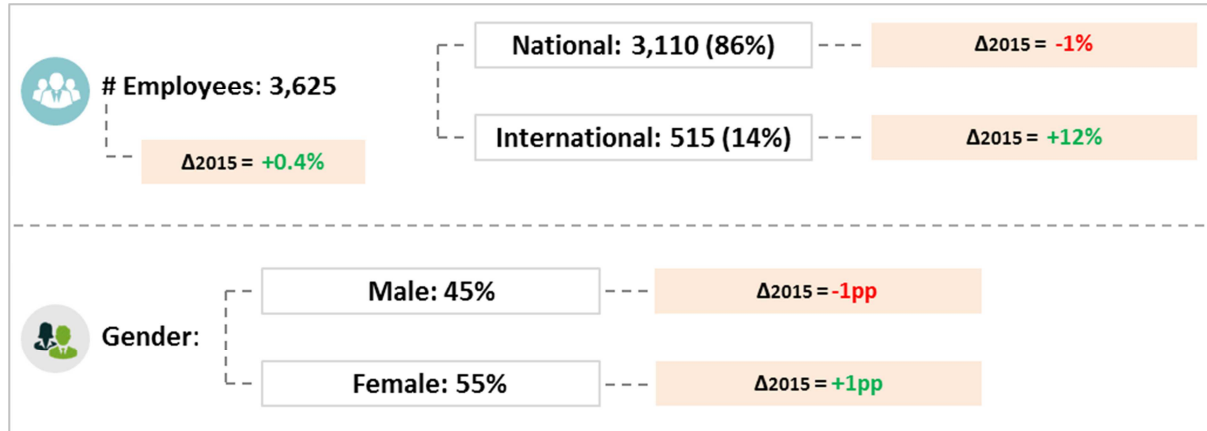 National: 3,110 (86%)
Δ2015 = -1%
# Employees: 3,625
International: 515 (14%)
Δ2015 = +12%
Δ2015 = +0.4%
Male: 45%
Δ2015 = -1pp
Gender:
Female: 55%
Δ2015 = +1pp